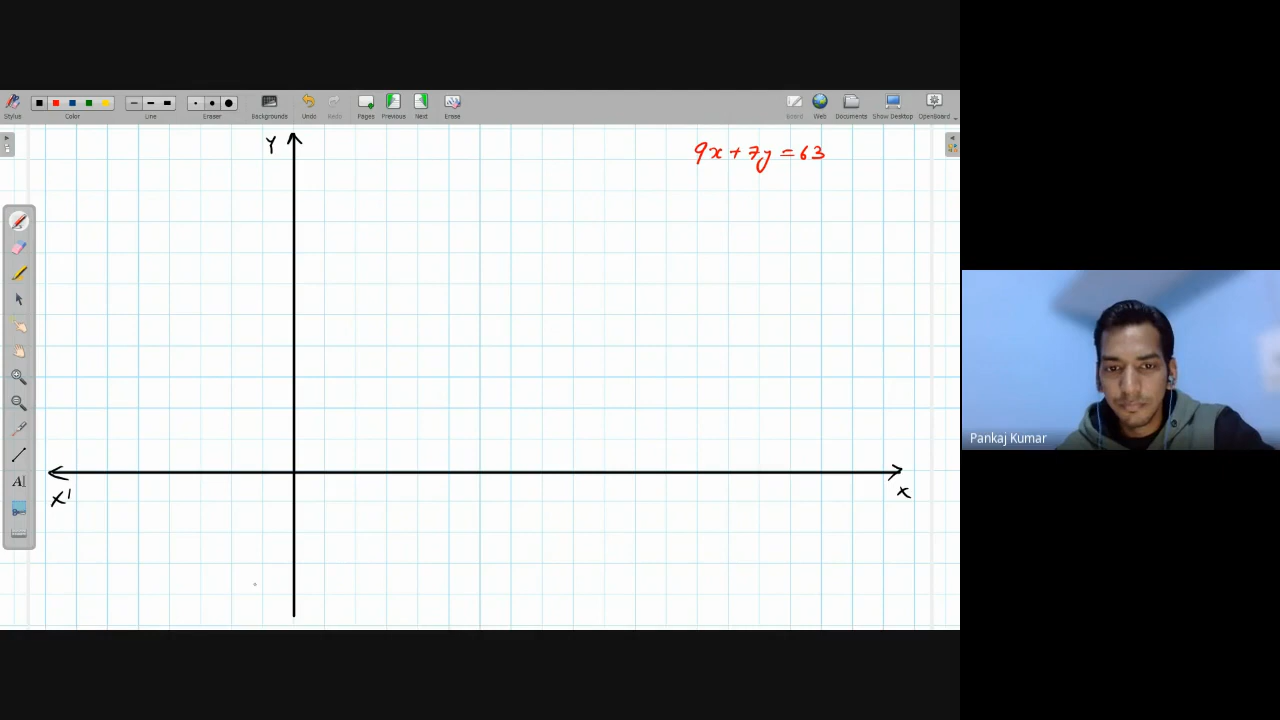 Stylus
Color
Line
Eraser
Backgrounds
Undo
Redo
Pages
Previous
Next
Erase
Board
Web
Documents
Show Desktop
OpenBoard
Y
9x + 7y = 63
A
X'
X
Pankaj Kumar